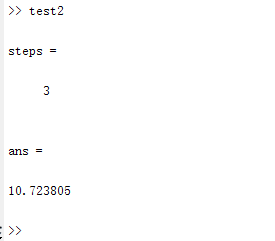 >> test2
steps =
3
ans =
10.723805
>>